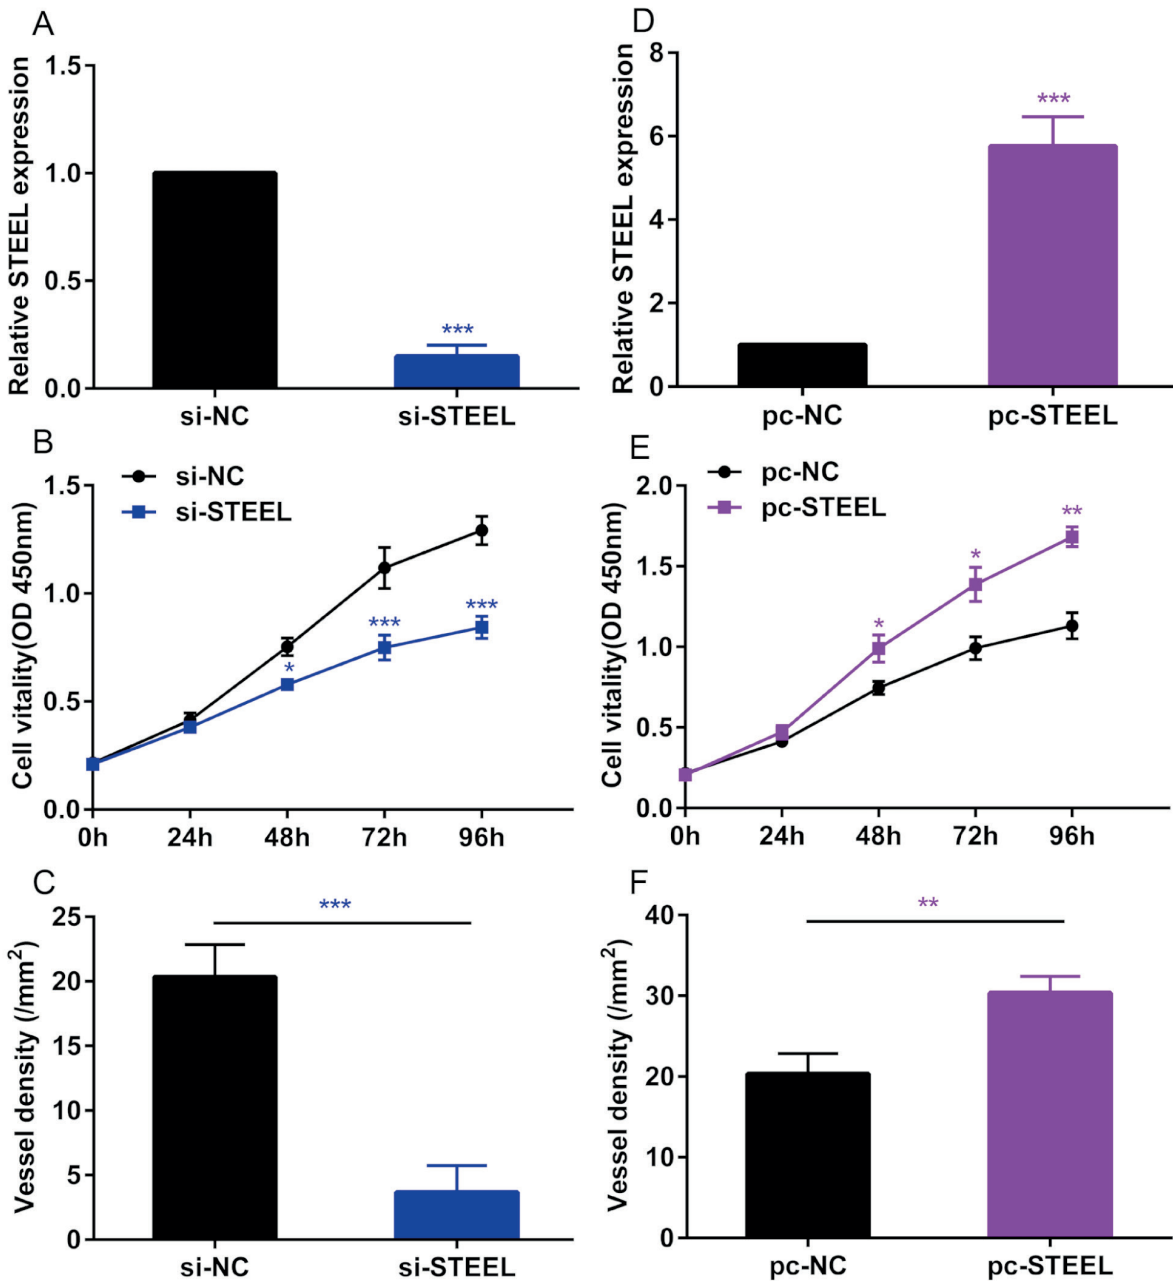 A
Relative STEEL expression
1.5
1.0
0.5
0.0
***
si-NC
si-STEEL
D
Relative STEEL expression
8
6
4
2
0
***
pc-NC
pc-STEEL
B
si-NC
si-STEEL
Cell vitality(OD 450nm)
1.5
1.0
0.5
0.0
*
***
***
0h
24h
48h
72h
96h
E
pc-NC
pc-STEEL
Cell vitality(OD 450nm)
2.0
1.5
1.0
0.5
0.0
*
*
**
0h
24h
48h
72h
96h
C
Vessel density (/mm²)
25
20
15
10
5
0
***
si-NC
si-STEEL
F
Vessel density (/mm²)
40
30
20
10
0
**
pc-NC
pc-STEEL